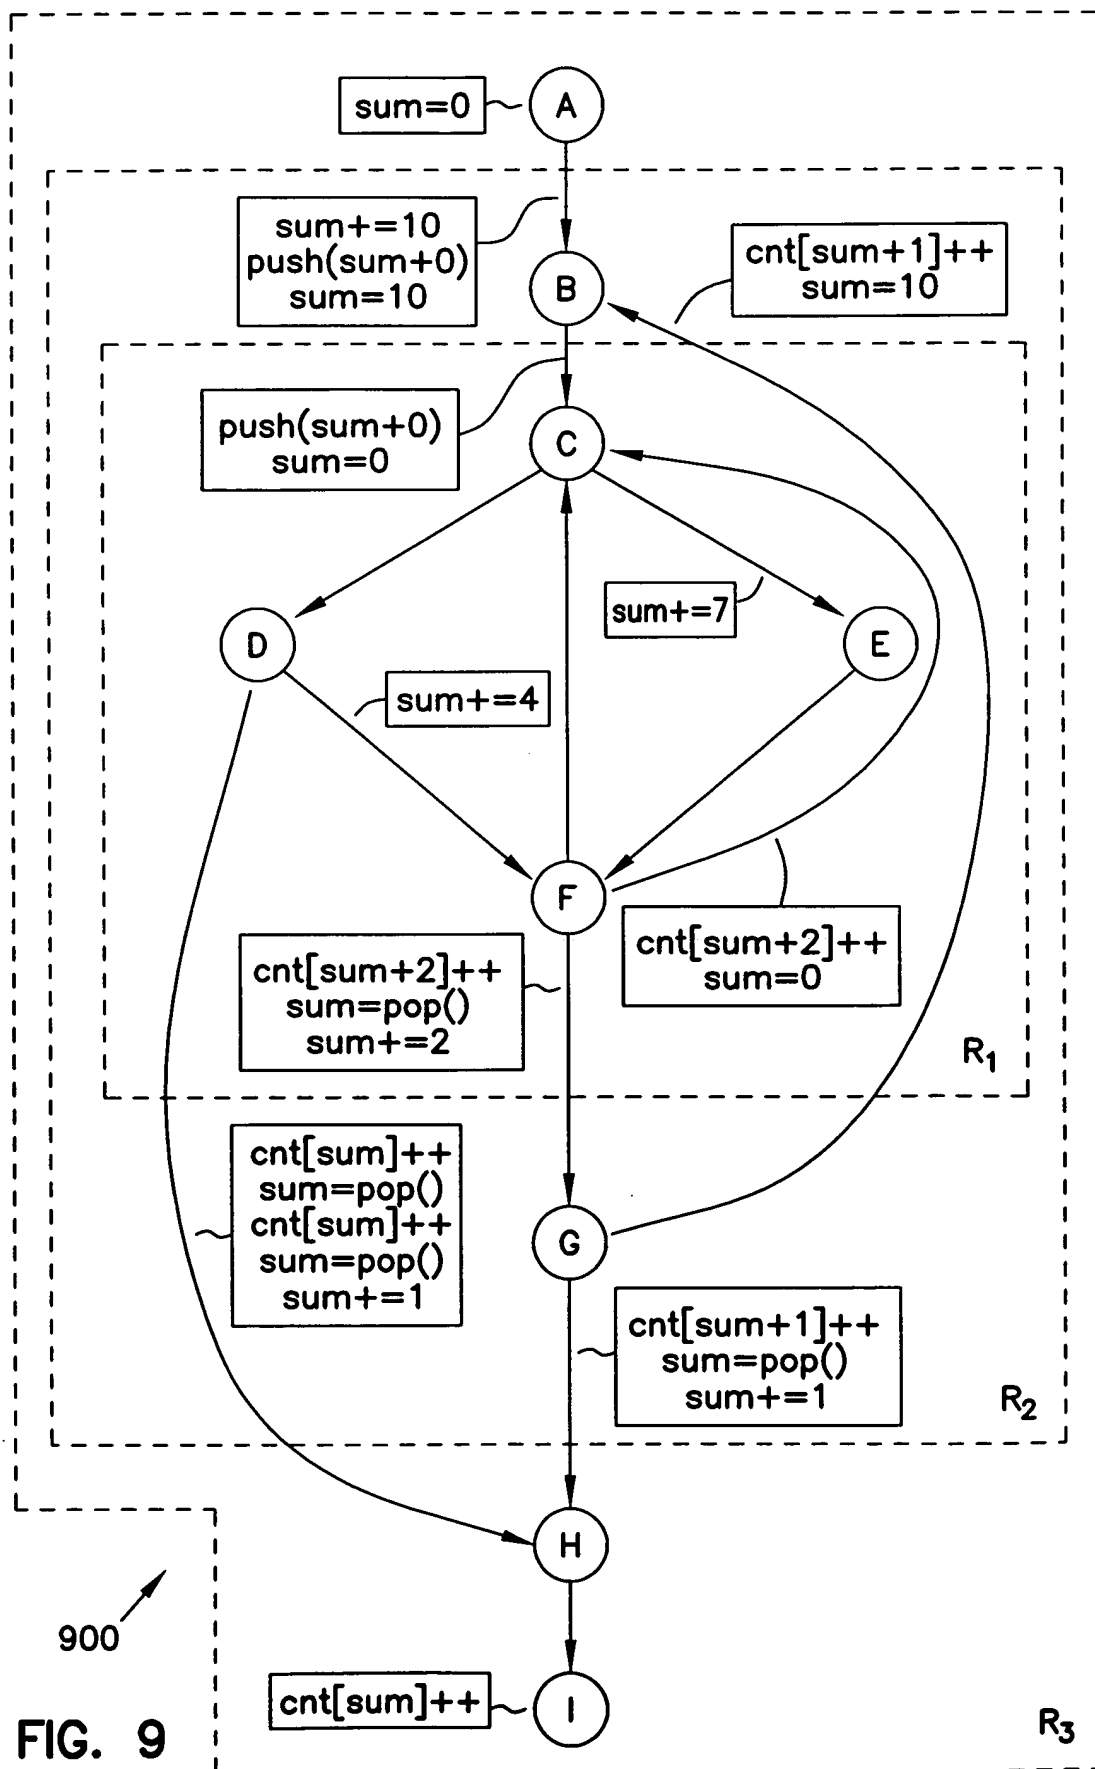 sum=0
A
sum+=10
push(sum+0)
sum=10
B
cnt[sum+1]++
sum=10
push(sum+0)
sum=0
C
sum+=7
D
E
sum+=4
F
cnt[sum+2]++
sum=pop()
sum+=2
cnt[sum+2]++
sum=0
R1
cnt[sum]++
sum=pop()
cnt[sum]++
sum=pop()
sum+=1
G
cnt[sum+1]++
sum=pop()
sum+=1
R2
H
900
cnt[sum]++
I
FIG. 9
R3